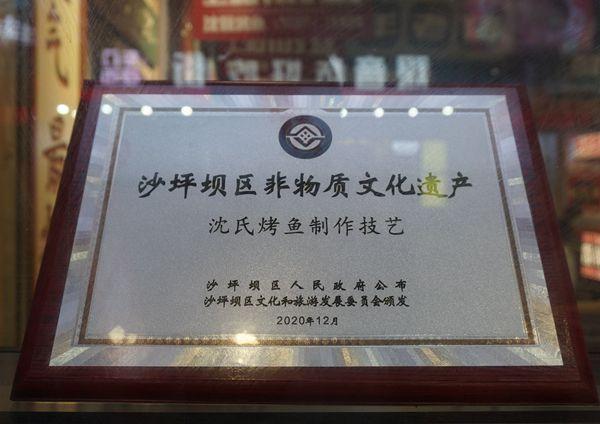 沙坪坝区非物质文化遗产
沈氏烤鱼制作技艺
沙坪坝区人民政府公布
沙坪坝区文化和旅游发展委员会颁发
2020年12月